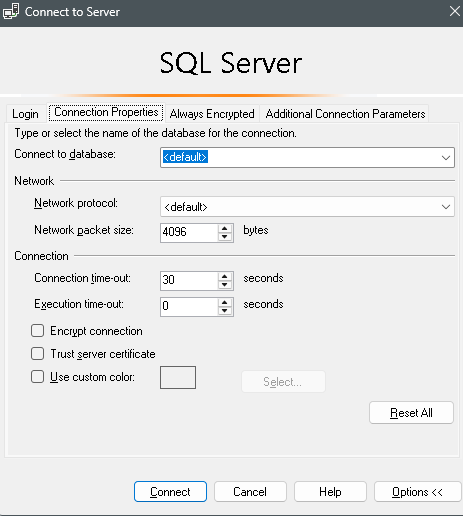 Connect to Server
SQL Server
Login Connection Properties Always Encrypted Additional Connection Parameters
Type or select the name of the database for the connection.
Connect to database: <default>
Network
Network protocol: <default>
Network packet size: 4096 bytes
Connection
Connection time-out: 30 seconds
Execution time-out: 0 seconds
Encrypt connection
Trust server certificate
Use custom color: Select...
Reset All
Connect Cancel Help Options <<